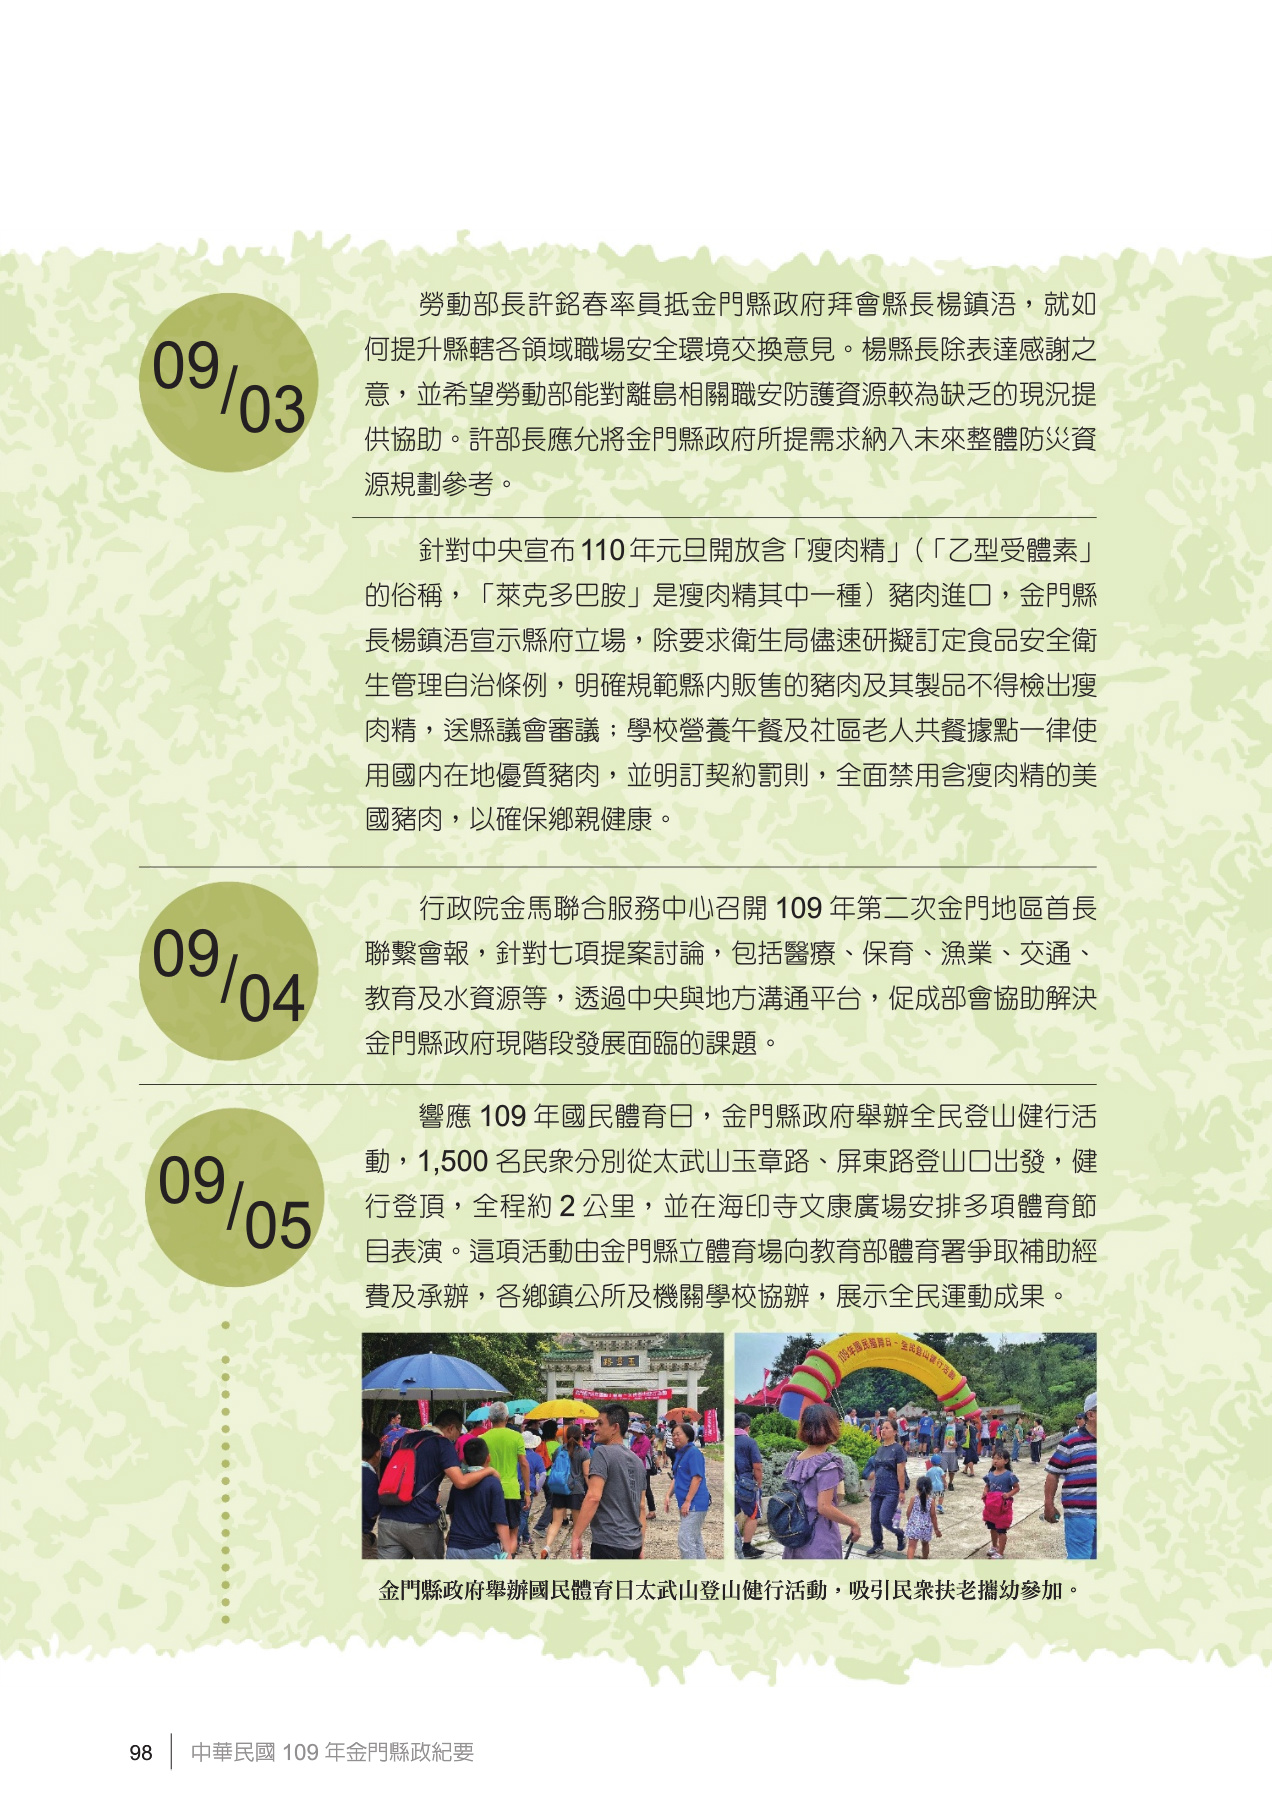 09/03
勞動部長許銘春率員抵金門縣政府拜會縣長楊鎮浯，就如
何提升縣轄各領域職場安全環境交換意見。楊縣長除表達感謝之
意，並希望勞動部能對離島相關職安防護資源較為缺乏的現況提
供協助。許部長應允將金門縣政府所提需求納入未來整體防災資
源規劃參考。
針對中央宣布110年元旦開放含「瘦肉精」（「乙型受體素」
的俗稱，「萊克多巴胺」是瘦肉精其中一種）豬肉進口，金門縣
長楊鎮浯宣示縣府立場，除要求衛生局儘速研擬訂定食品安全衛
生管理自治條例，明確規範縣內販售的豬肉及其製品不得檢出瘦
肉精，送縣議會審議；學校營養午餐及社區老人共餐據點一律使
用國內在地優質豬肉，並明訂契約罰則，全面禁用含瘦肉精的美
國豬肉，以確保鄉親健康。
09/04
行政院金馬聯合服務中心召開 109 年第二次金門地區首長
聯繫會報，針對七項提案討論，包括醫療、保育、漁業、交通、
教育及水資源等，透過中央與地方溝通平台，促成部會協助解決
金門縣政府現階段發展面臨的課題。
09/05
響應 109 年國民體育日，金門縣政府舉辦全民登山健行活
動，1,500 名民眾分別從太武山玉章路、屏東路登山口出發，健
行登頂，全程約 2 公里，並在海印寺文康廣場安排多項體育節
目表演。這項活動由金門縣立體育場向教育部體育署爭取補助經
費及承辦，各鄉鎮公所及機關學校協辦，展示全民運動成果。
路章玉
109年國民體育日-全民登山健行活動
金門縣政府舉辦國民體育日太武山登山健行活動，吸引民眾扶老攜幼參加。
98
中華民國 109 年金門縣政紀要